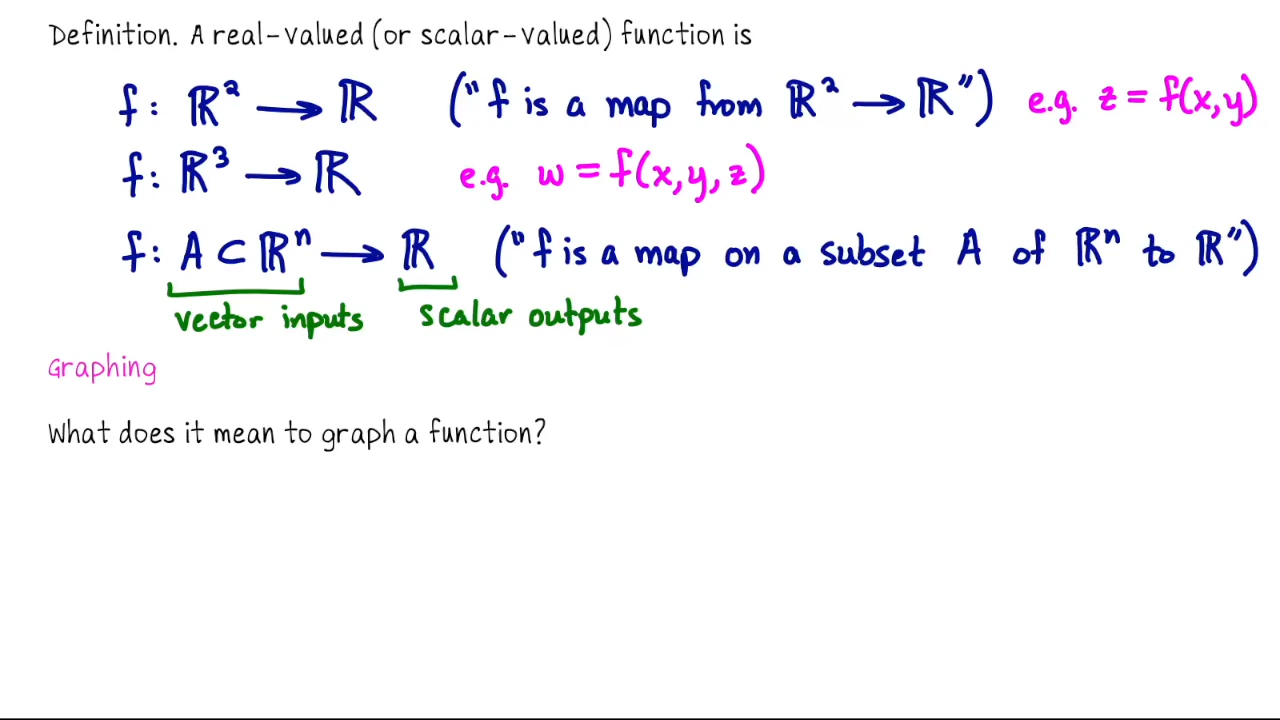 Definition. A real-valued (or scalar-valued) function is
f: ℝ² ⟶ ℝ ("f is a map from ℝ² ⟶ ℝ") e.g. z = f(x,y)
f: ℝ³ ⟶ ℝ e.g. w = f(x,y,z)
f: A ⊂ ℝⁿ ⟶ ℝ ("f is a map on a subset A of ℝⁿ to ℝ")
vector inputs scalar outputs
Graphing
What does it mean to graph a function?